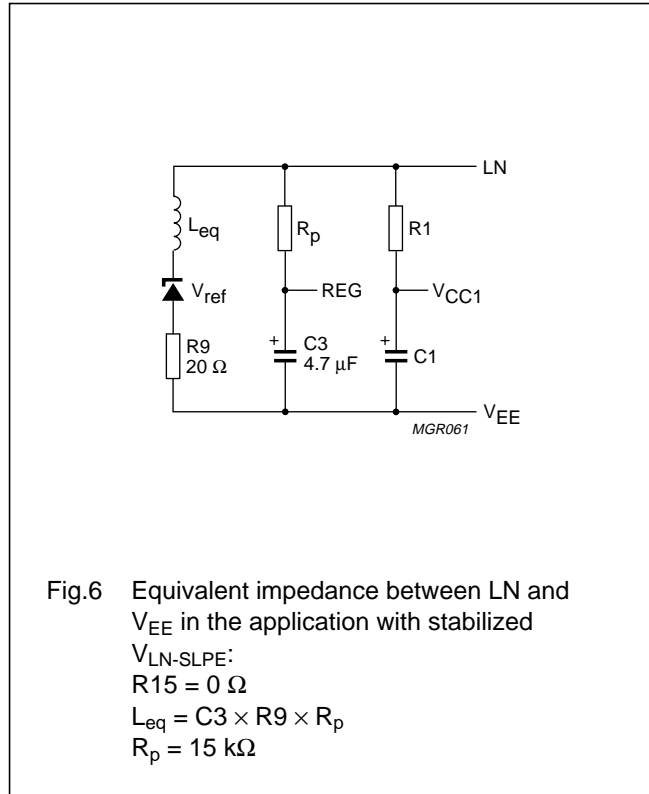 LN
L_eq
R_p
R1
V_ref
REG
V_CC1
R9
20 Ω
+
C3
4.7 μF
+
C1
V_EE
MGR061
Fig.6 Equivalent impedance between LN and
V_EE in the application with stabilized
V_LN-SLPE:
R15 = 0 Ω
L_eq = C3 × R9 × R_p
R_p = 15 kΩ